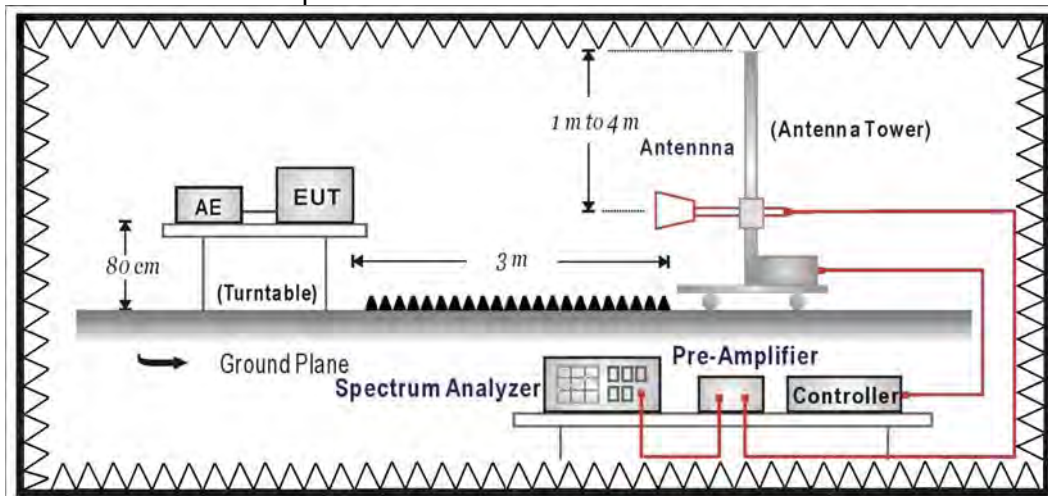 1 m to 4 m
Antennna
(Antenna Tower)
AE
EUT
80 cm
(Turntable)
3 m
Ground Plane
Spectrum Analyzer
Pre-Amplifier
Controller